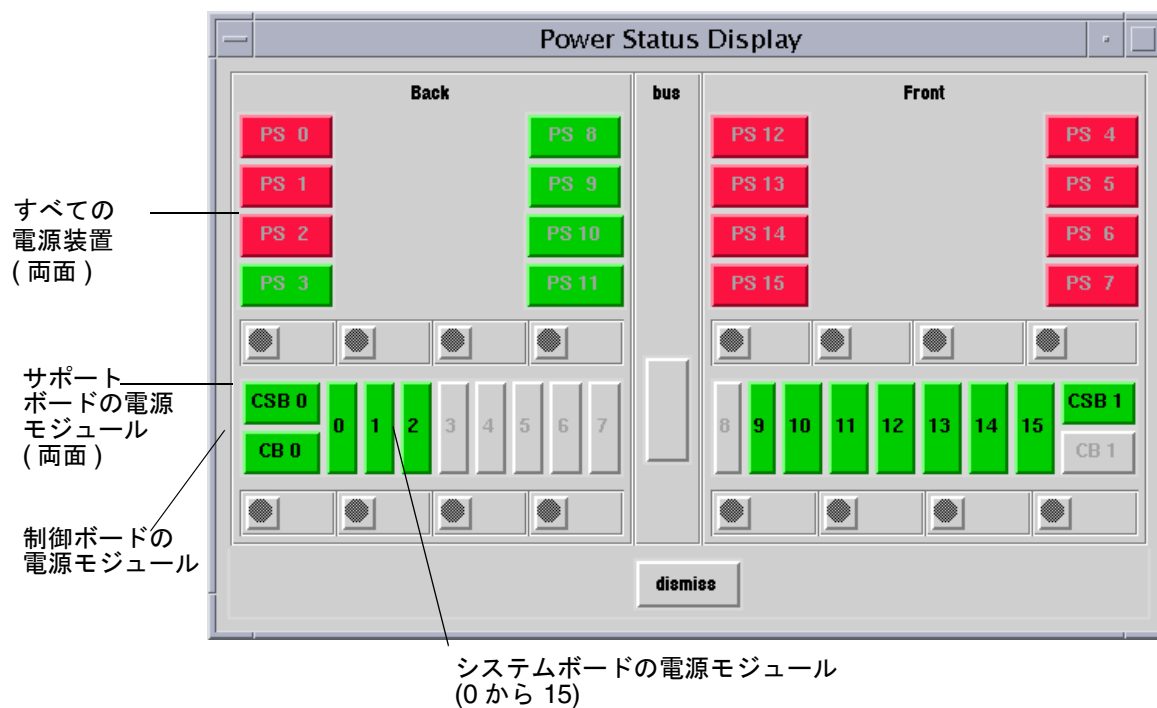 Power Status Display
Back
bus
Front
PS 0
PS 8
PS 12
PS 4
PS 1
PS 9
PS 13
PS 5
PS 2
PS 10
PS 14
PS 6
PS 3
PS 11
PS 15
PS 7
すべての
電源装置
( 両面 )
サポート
ボードの電源
モジュール
( 両面 )
制御ボードの
電源モジュール
CSB 0
CB 0
0 1 2 3 4 5 6 7
8 9 10 11 12 13 14 15
CSB 1
CB 1
dismiss
システムボードの電源モジュール
(0 から 15)